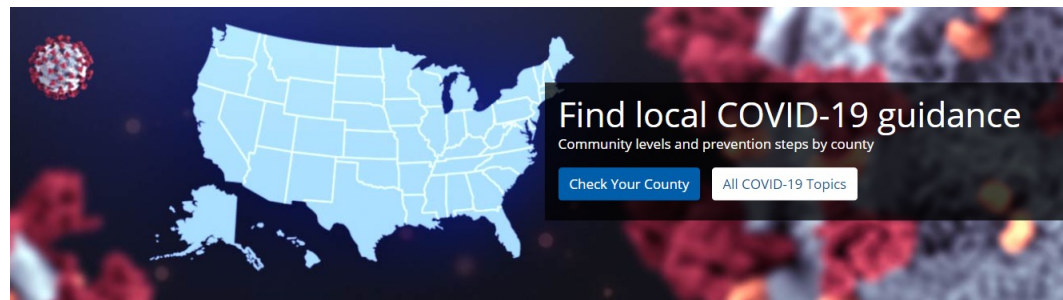 Find local COVID-19 guidance
Community levels and prevention steps by county
Check Your County
All COVID-19 Topics